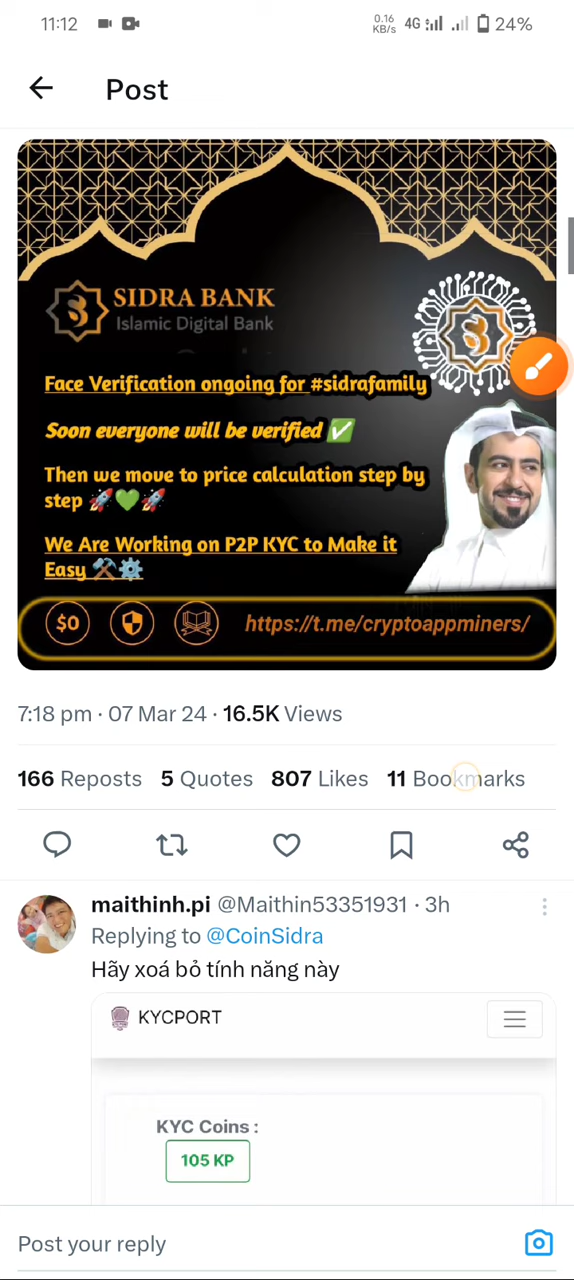 11:12
0.16
KB/s
4G
24%
Post
SIDRA BANK
Islamic Digital Bank
Face Verification ongoing for #sidrafamily
Soon everyone will be verified ✅
Then we move to price calculation step by
step 🚀💚🚀
We Are Working on P2P KYC to Make it
Easy ⚒️⚙️
$0
https://t.me/cryptoappminers/
7:18 pm · 07 Mar 24 · 16.5K Views
166 Reposts 5 Quotes 807 Likes 11 Bookmarks
maithinh.pi @Maithin53351931 · 3h
Replying to @CoinSidra
Hãy xoá bỏ tính năng này
KYCPORT
KYC Coins :
105 KP
Post your reply